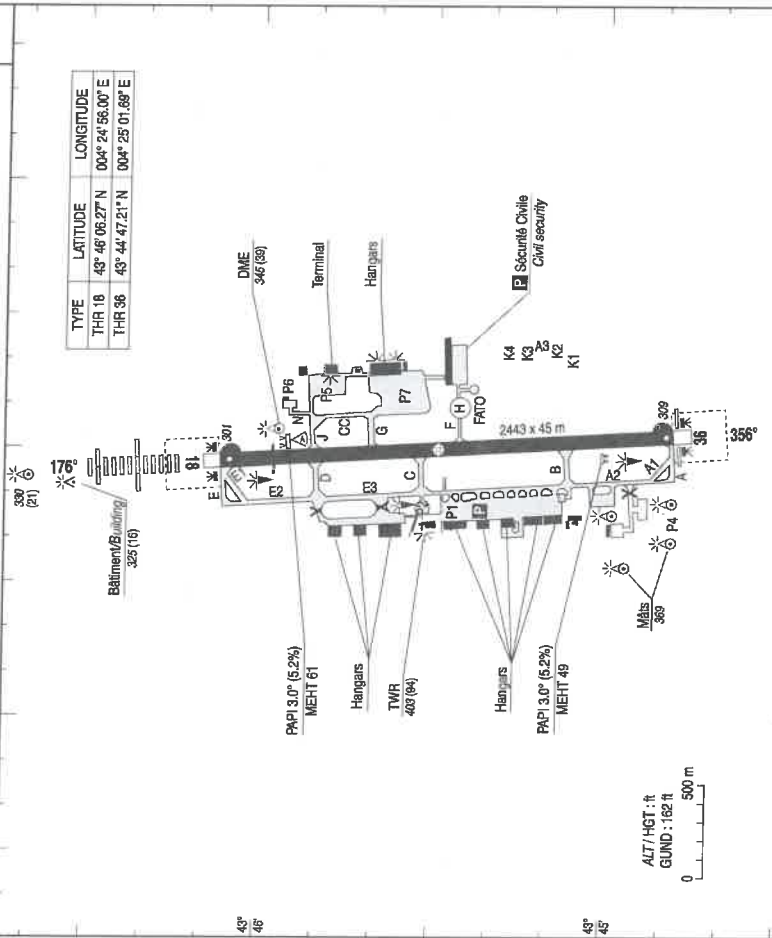 TYPE LATITUDE LONGITUDE
THR 18 43° 46' 06.27" N 004° 24' 56.00" E
THR 36 43° 44' 47.21" N 004° 25' 01.69" E
330
(21)
176°
Bâtiment/Building
325 (16)
18
301
DME
345 (39)
Terminal
Hangars
P Sécurité Civile
Civil security
P6
P5
N
J
CC
G
P7
F
H
FATO
K4
K3
A3
K2
K1
2443 x 45 m
309
36
356°
E
E1
E2
D
E3
C
B
A2
A1
A
P1
P
P4
PAPI 3.0° (5.2%)
MEHT 61
Hangars
TWR
403 (94)
Hangars
PAPI 3.0° (5.2%)
MEHT 49
Mâts
369
43°
46'
43°
45'
ALT / HGT : ft
GUND : 162 ft
0 500 m